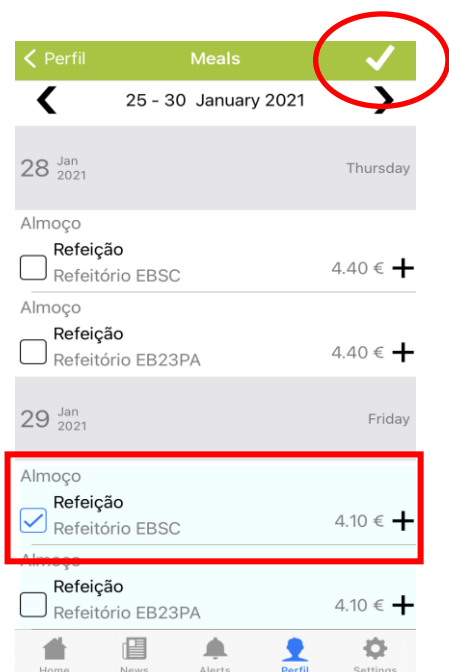 Perfil Meals
25 - 30 January 2021
28 Jan 2021 Thursday
Almoço
Refeição
Refeitório EBSC 4.40 €
Almoço
Refeição
Refeitório EB23PA 4.40 €
29 Jan 2021 Friday
Almoço
Refeição
Refeitório EBSC 4.10 €
Almoço
Refeição
Refeitório EB23PA 4.10 €
Home News Alerts Perfil Settings